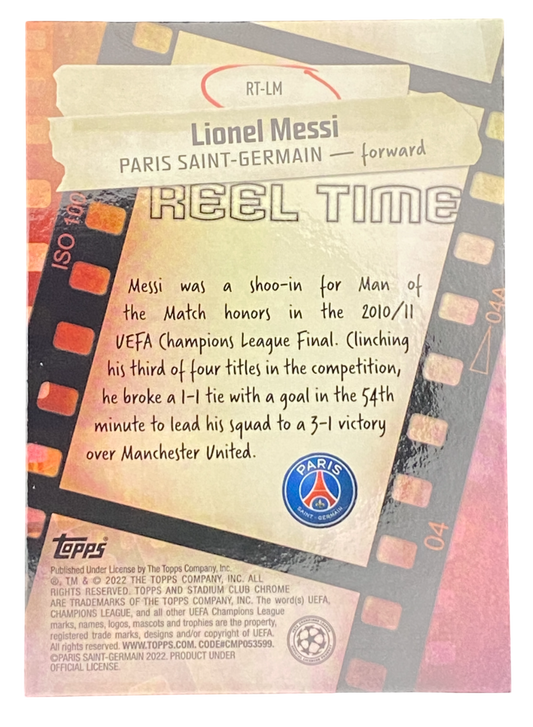 RT-LM
Lionel Messi
PARIS SAINT-GERMAIN — forward
REEL TIME
ISO 100
Messi was a shoo-in for Man of
the Match honors in the 2010/11
UEFA Champions League Final. Clinching
his third of four titles in the competition,
he broke a 1-1 tie with a goal in the 54th
minute to lead his squad to a 3-1 victory
over Manchester United.
04A
PARIS
SAINT-GERMAIN
04
TOPPS
Published Under License by The Topps Company, Inc.
®, TM & © 2022 THE TOPPS COMPANY, INC. ALL
RIGHTS RESERVED. TOPPS AND STADIUM CLUB CHROME
ARE TRADEMARKS OF THE TOPPS COMPANY, INC. The word(s) UEFA,
CHAMPIONS LEAGUE, and all other UEFA Champions League
marks, names, logos, mascots and trophies are the property,
registered trade marks, designs and/or copyright of UEFA.
All rights reserved. WWW.TOPPS.COM. CODE#CMP053599.
©PARIS SAINT-GERMAIN 2022. PRODUCT UNDER
OFFICIAL LICENSE.